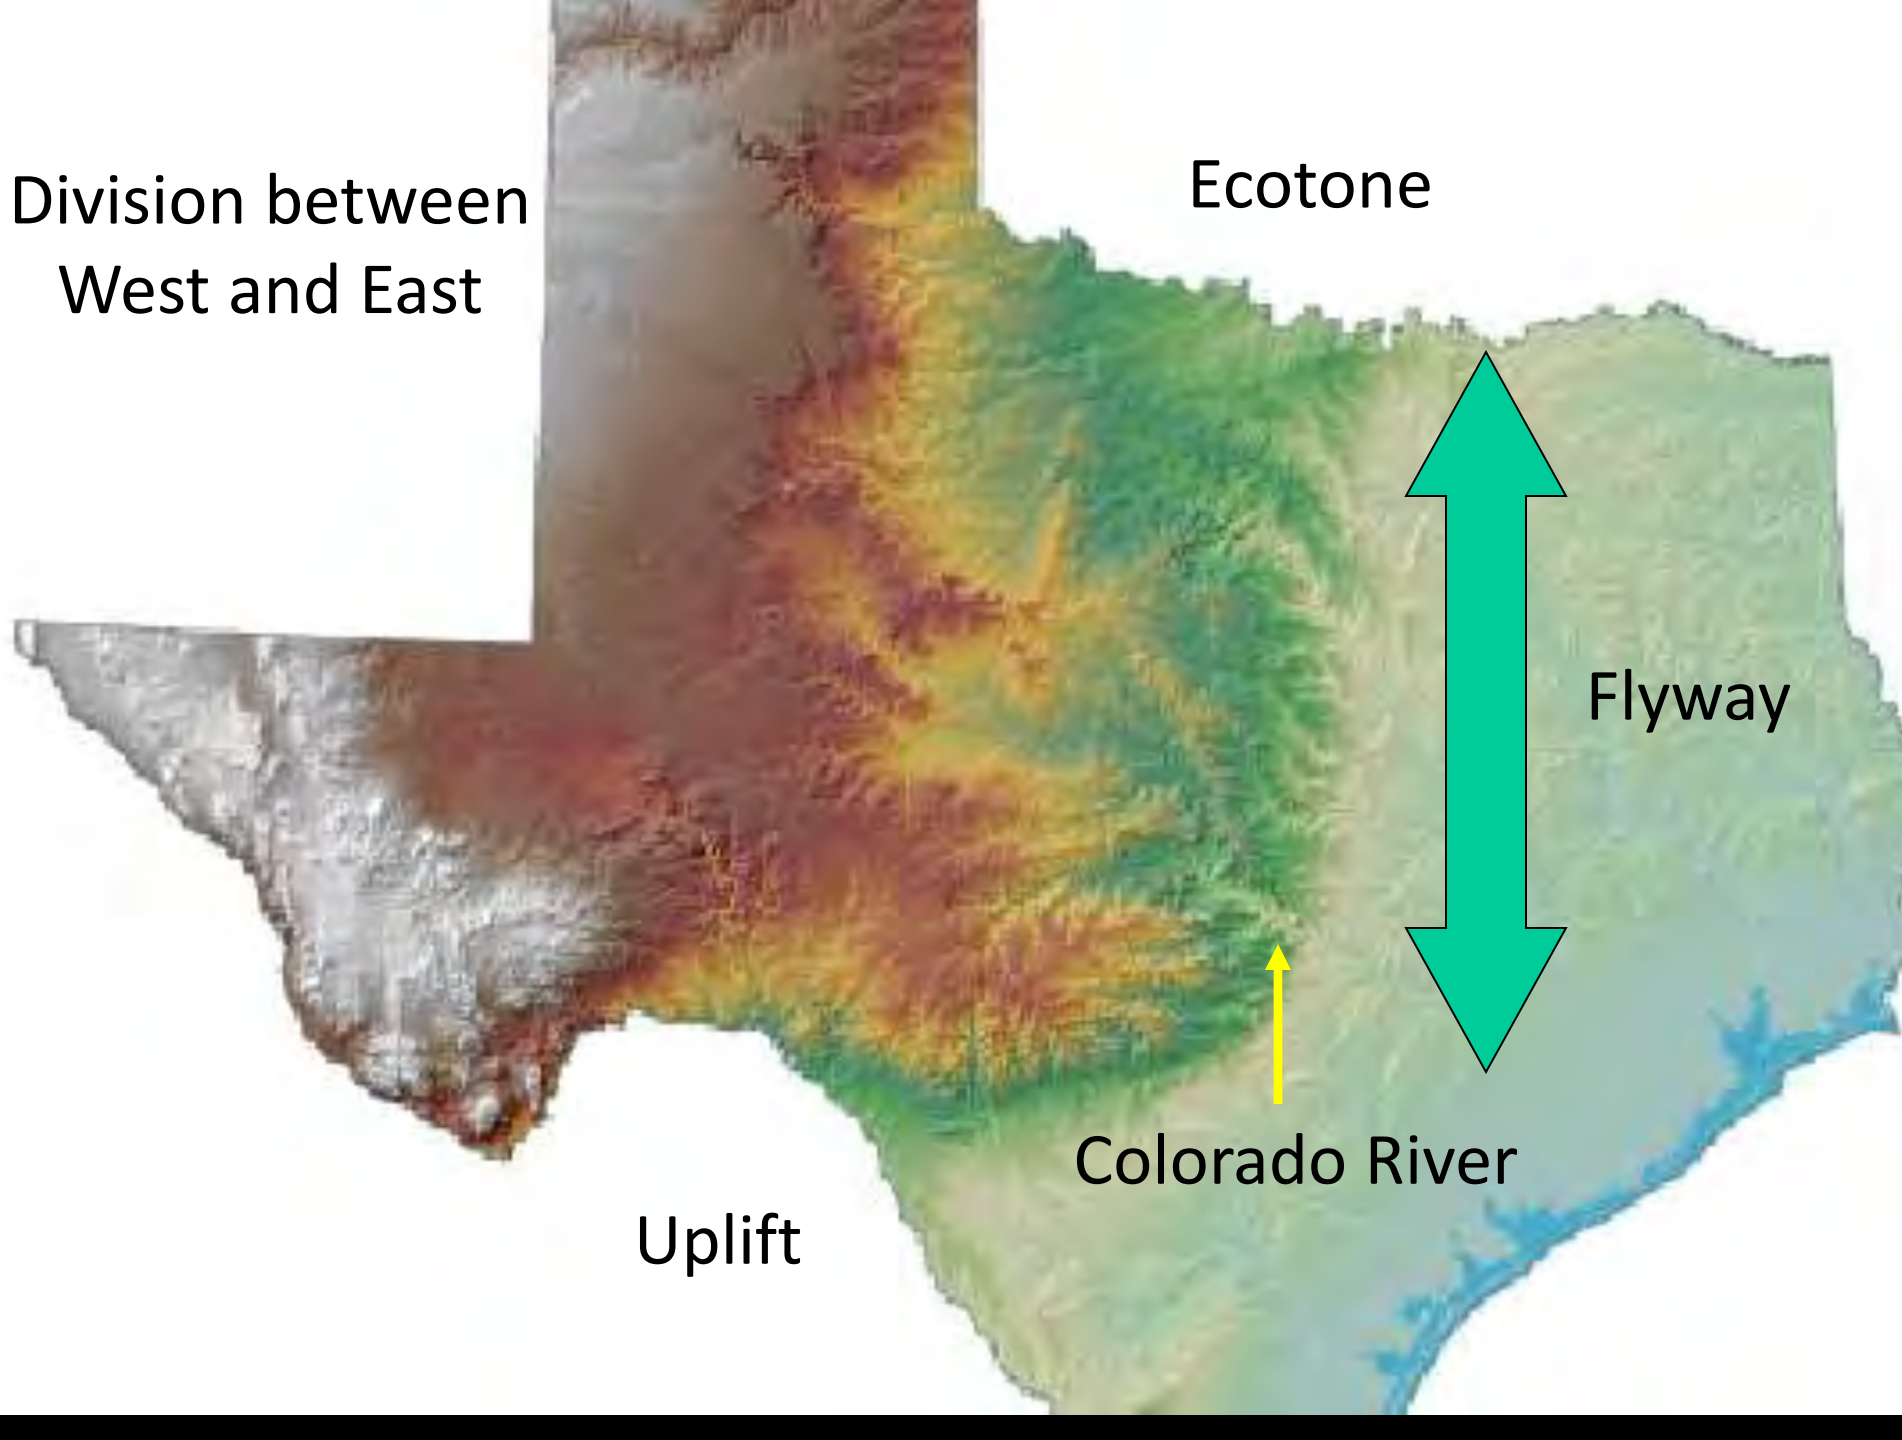 Division between
West and East
Ecotone
Flyway
Colorado River
Uplift